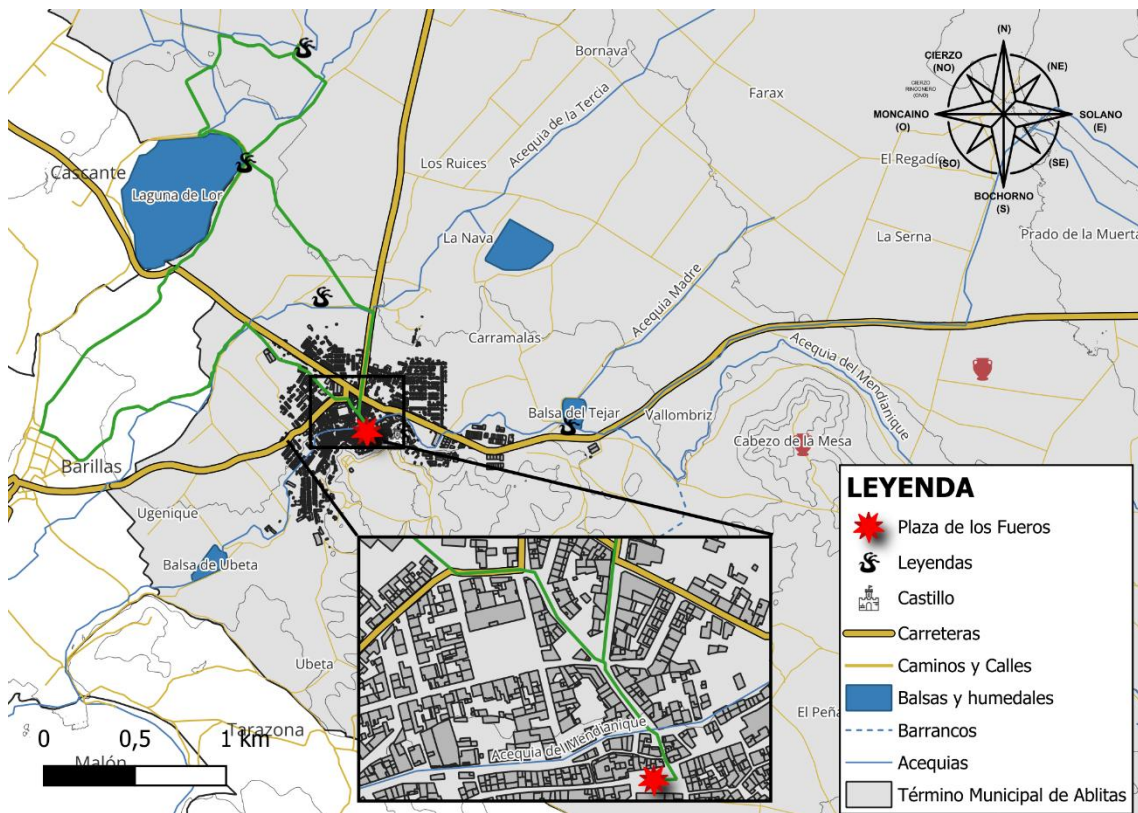 Bornava
(N)
CIERZO
(NO)
(NE)
CIERZO
RINCONERO
(ONO)
Farax
MONCAINO
(O)
SOLANO
(E)
Acequia de la Tercia
Los Ruices
El Regadío
(SO)
(SE)
BOCHORNO
(S)
Cascante
Laguna de Lor
La Nava
La Serna
Prado de la Muerta
Acequia Madre
Carramalas
Acequia del Mendianique
Balsa del Tejar
Vallombriz
Cabezo de la Mesa
Barillas
Ugenique
Balsa de Ubeta
Ubeta
Tarazona
El Peña
0 0,5 1 km
Malón
Acequia del Mendianique
LEYENDA
Plaza de los Fueros
Leyendas
Castillo
Carreteras
Caminos y Calles
Balsas y humedales
Barrancos
Acequias
Término Municipal de Ablitas